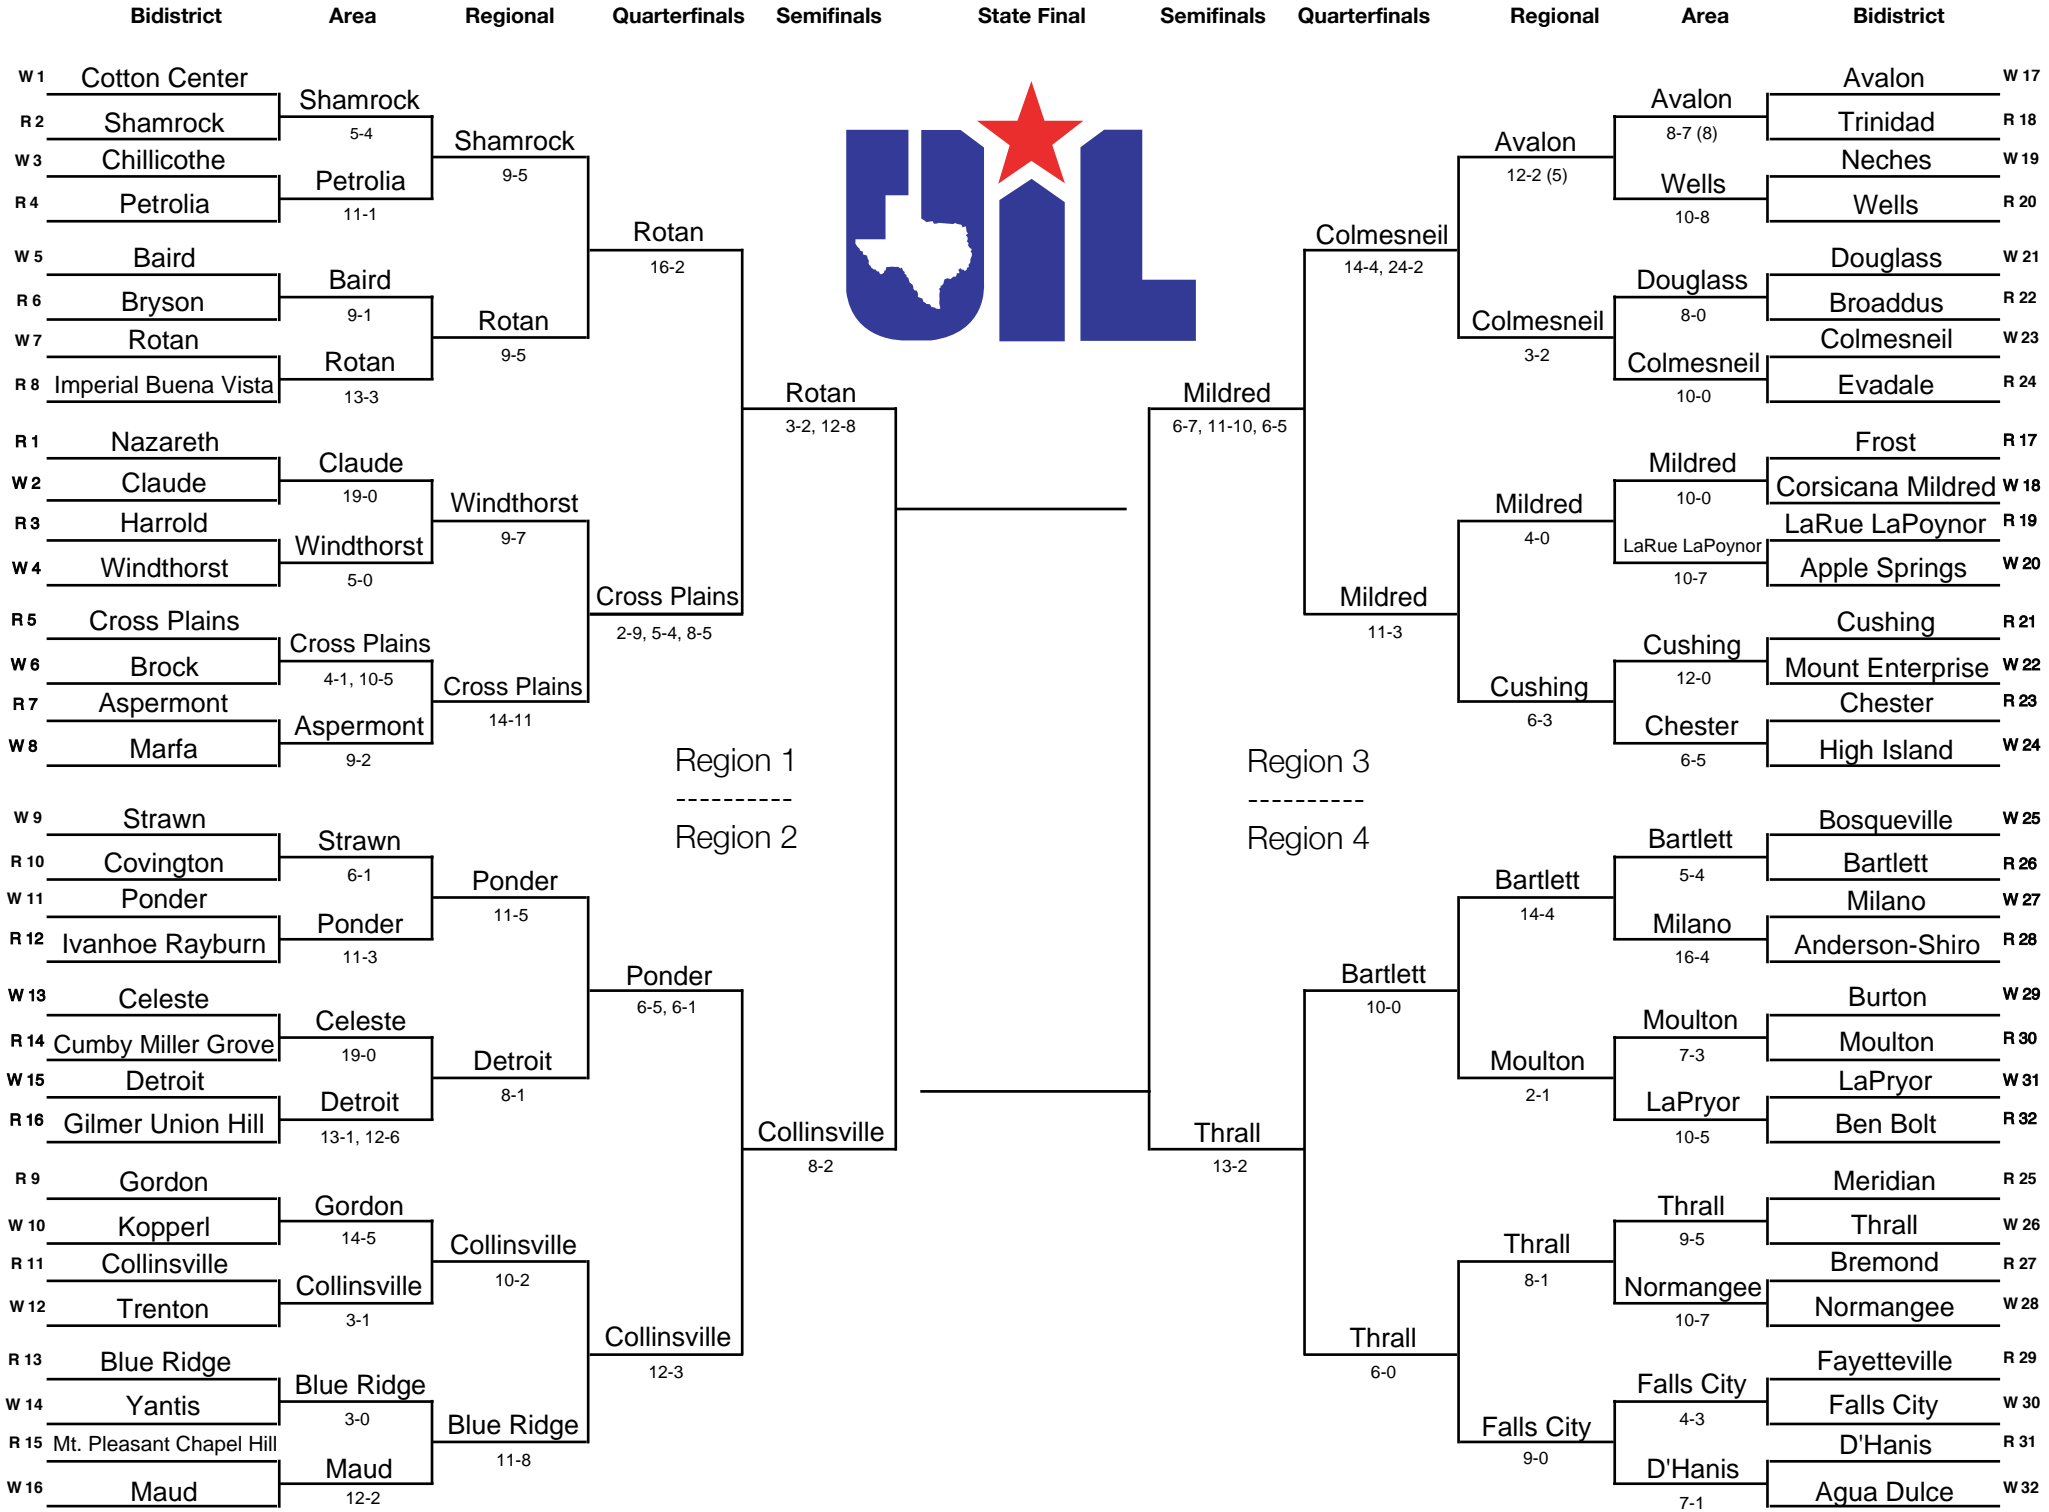 Bidistrict Area Regional Quarterfinals Semifinals State Final Semifinals Quarterfinals Regional Area Bidistrict
W 1 Cotton Center
Shamrock
5-4
R 2 Shamrock
Shamrock
9-5
W 3 Chillicothe
Petrolia
11-1
R 4 Petrolia
Rotan
16-2
W 5 Baird
Baird
9-1
R 6 Bryson
Rotan
9-5
W 7 Rotan
Rotan
13-3
R 8 Imperial Buena Vista
Rotan
3-2, 12-8
R 1 Nazareth
Claude
19-0
W 2 Claude
Windthorst
9-7
R 3 Harrold
Windthorst
5-0
W 4 Windthorst
Cross Plains
2-9, 5-4, 8-5
R 5 Cross Plains
Cross Plains
4-1, 10-5
W 6 Brock
Cross Plains
14-11
R 7 Aspermont
Aspermont
9-2
W 8 Marfa
Region 1
----------
Region 2
W 9 Strawn
Strawn
6-1
R 10 Covington
Ponder
11-5
W 11 Ponder
Ponder
11-3
R 12 Ivanhoe Rayburn
Ponder
6-5, 6-1
W 13 Celeste
Celeste
19-0
R 14 Cumby Miller Grove
Detroit
8-1
W 15 Detroit
Detroit
13-1, 12-6
R 16 Gilmer Union Hill
Collinsville
8-2
R 9 Gordon
Gordon
14-5
W 10 Kopperl
Collinsville
10-2
R 11 Collinsville
Collinsville
3-1
W 12 Trenton
Collinsville
12-3
R 13 Blue Ridge
Blue Ridge
3-0
W 14 Yantis
Blue Ridge
11-8
R 15 Mt. Pleasant Chapel Hill
Maud
12-2
W 16 Maud
UIL
Avalon W 17
Avalon
8-7 (8)
Trinidad R 18
Avalon
12-2 (5)
Neches W 19
Wells
10-8
Wells R 20
Colmesneil
14-4, 24-2
Douglass W 21
Douglass
8-0
Broaddus R 22
Colmesneil
3-2
Colmesneil W 23
Colmesneil
10-0
Evadale R 24
Mildred
6-7, 11-10, 6-5
Frost R 17
Mildred
10-0
Corsicana Mildred W 18
Mildred
4-0
LaRue LaPoynor R 19
LaRue LaPoynor
10-7
Apple Springs W 20
Mildred
11-3
Cushing R 21
Cushing
12-0
Mount Enterprise W 22
Cushing
6-3
Chester R 23
Chester
6-5
High Island W 24
Region 3
----------
Region 4
Bosqueville W 25
Bartlett
5-4
Bartlett R 26
Bartlett
14-4
Milano W 27
Milano
16-4
Anderson-Shiro R 28
Bartlett
10-0
Burton W 29
Moulton
7-3
Moulton R 30
Moulton
2-1
LaPryor W 31
LaPryor
10-5
Ben Bolt R 32
Thrall
13-2
Meridian R 25
Thrall
9-5
Thrall W 26
Thrall
8-1
Bremond R 27
Normangee
10-7
Normangee W 28
Thrall
6-0
Fayetteville R 29
Falls City
4-3
Falls City W 30
Falls City
9-0
D'Hanis R 31
D'Hanis
7-1
Agua Dulce W 32